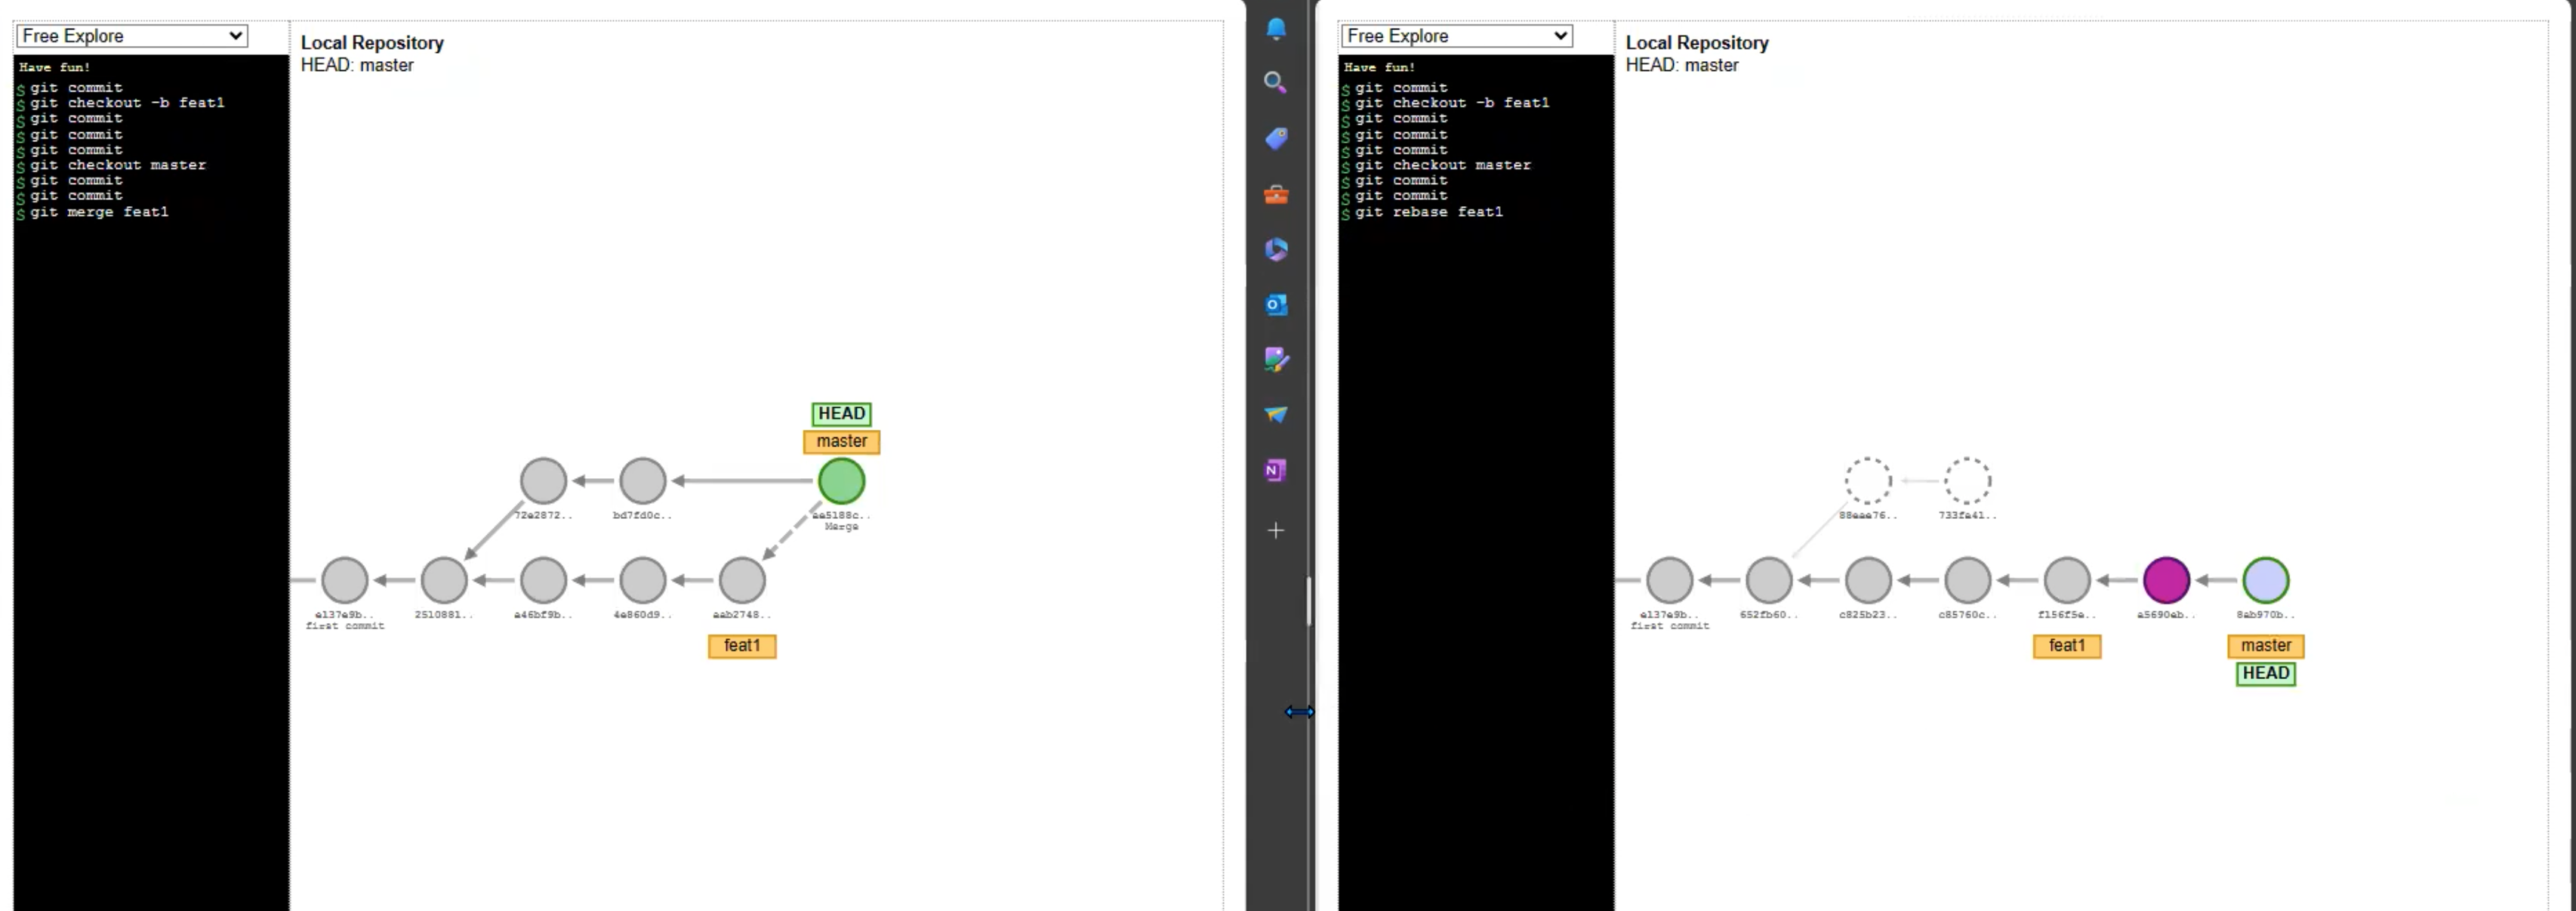 Free Explore
Have fun!
$ git commit
$ git checkout -b feat1
$ git commit
$ git commit
$ git commit
$ git checkout master
$ git commit
$ git commit
$ git merge feat1
Local Repository
HEAD: master
HEAD
master
72e2872..
bd7fd0c..
ae5188c..
Merge
e137e9b..
first commit
2510881..
a46bf9b..
4e860d9..
aab2748..
feat1
Free Explore
Have fun!
$ git commit
$ git checkout -b feat1
$ git commit
$ git commit
$ git commit
$ git checkout master
$ git commit
$ git commit
$ git rebase feat1
Local Repository
HEAD: master
88eae76..
733fa41..
e137e9b..
first commit
652fb60..
c825b23..
c85760c..
f156f5e..
a5690eb..
8ab970b..
feat1
master
HEAD